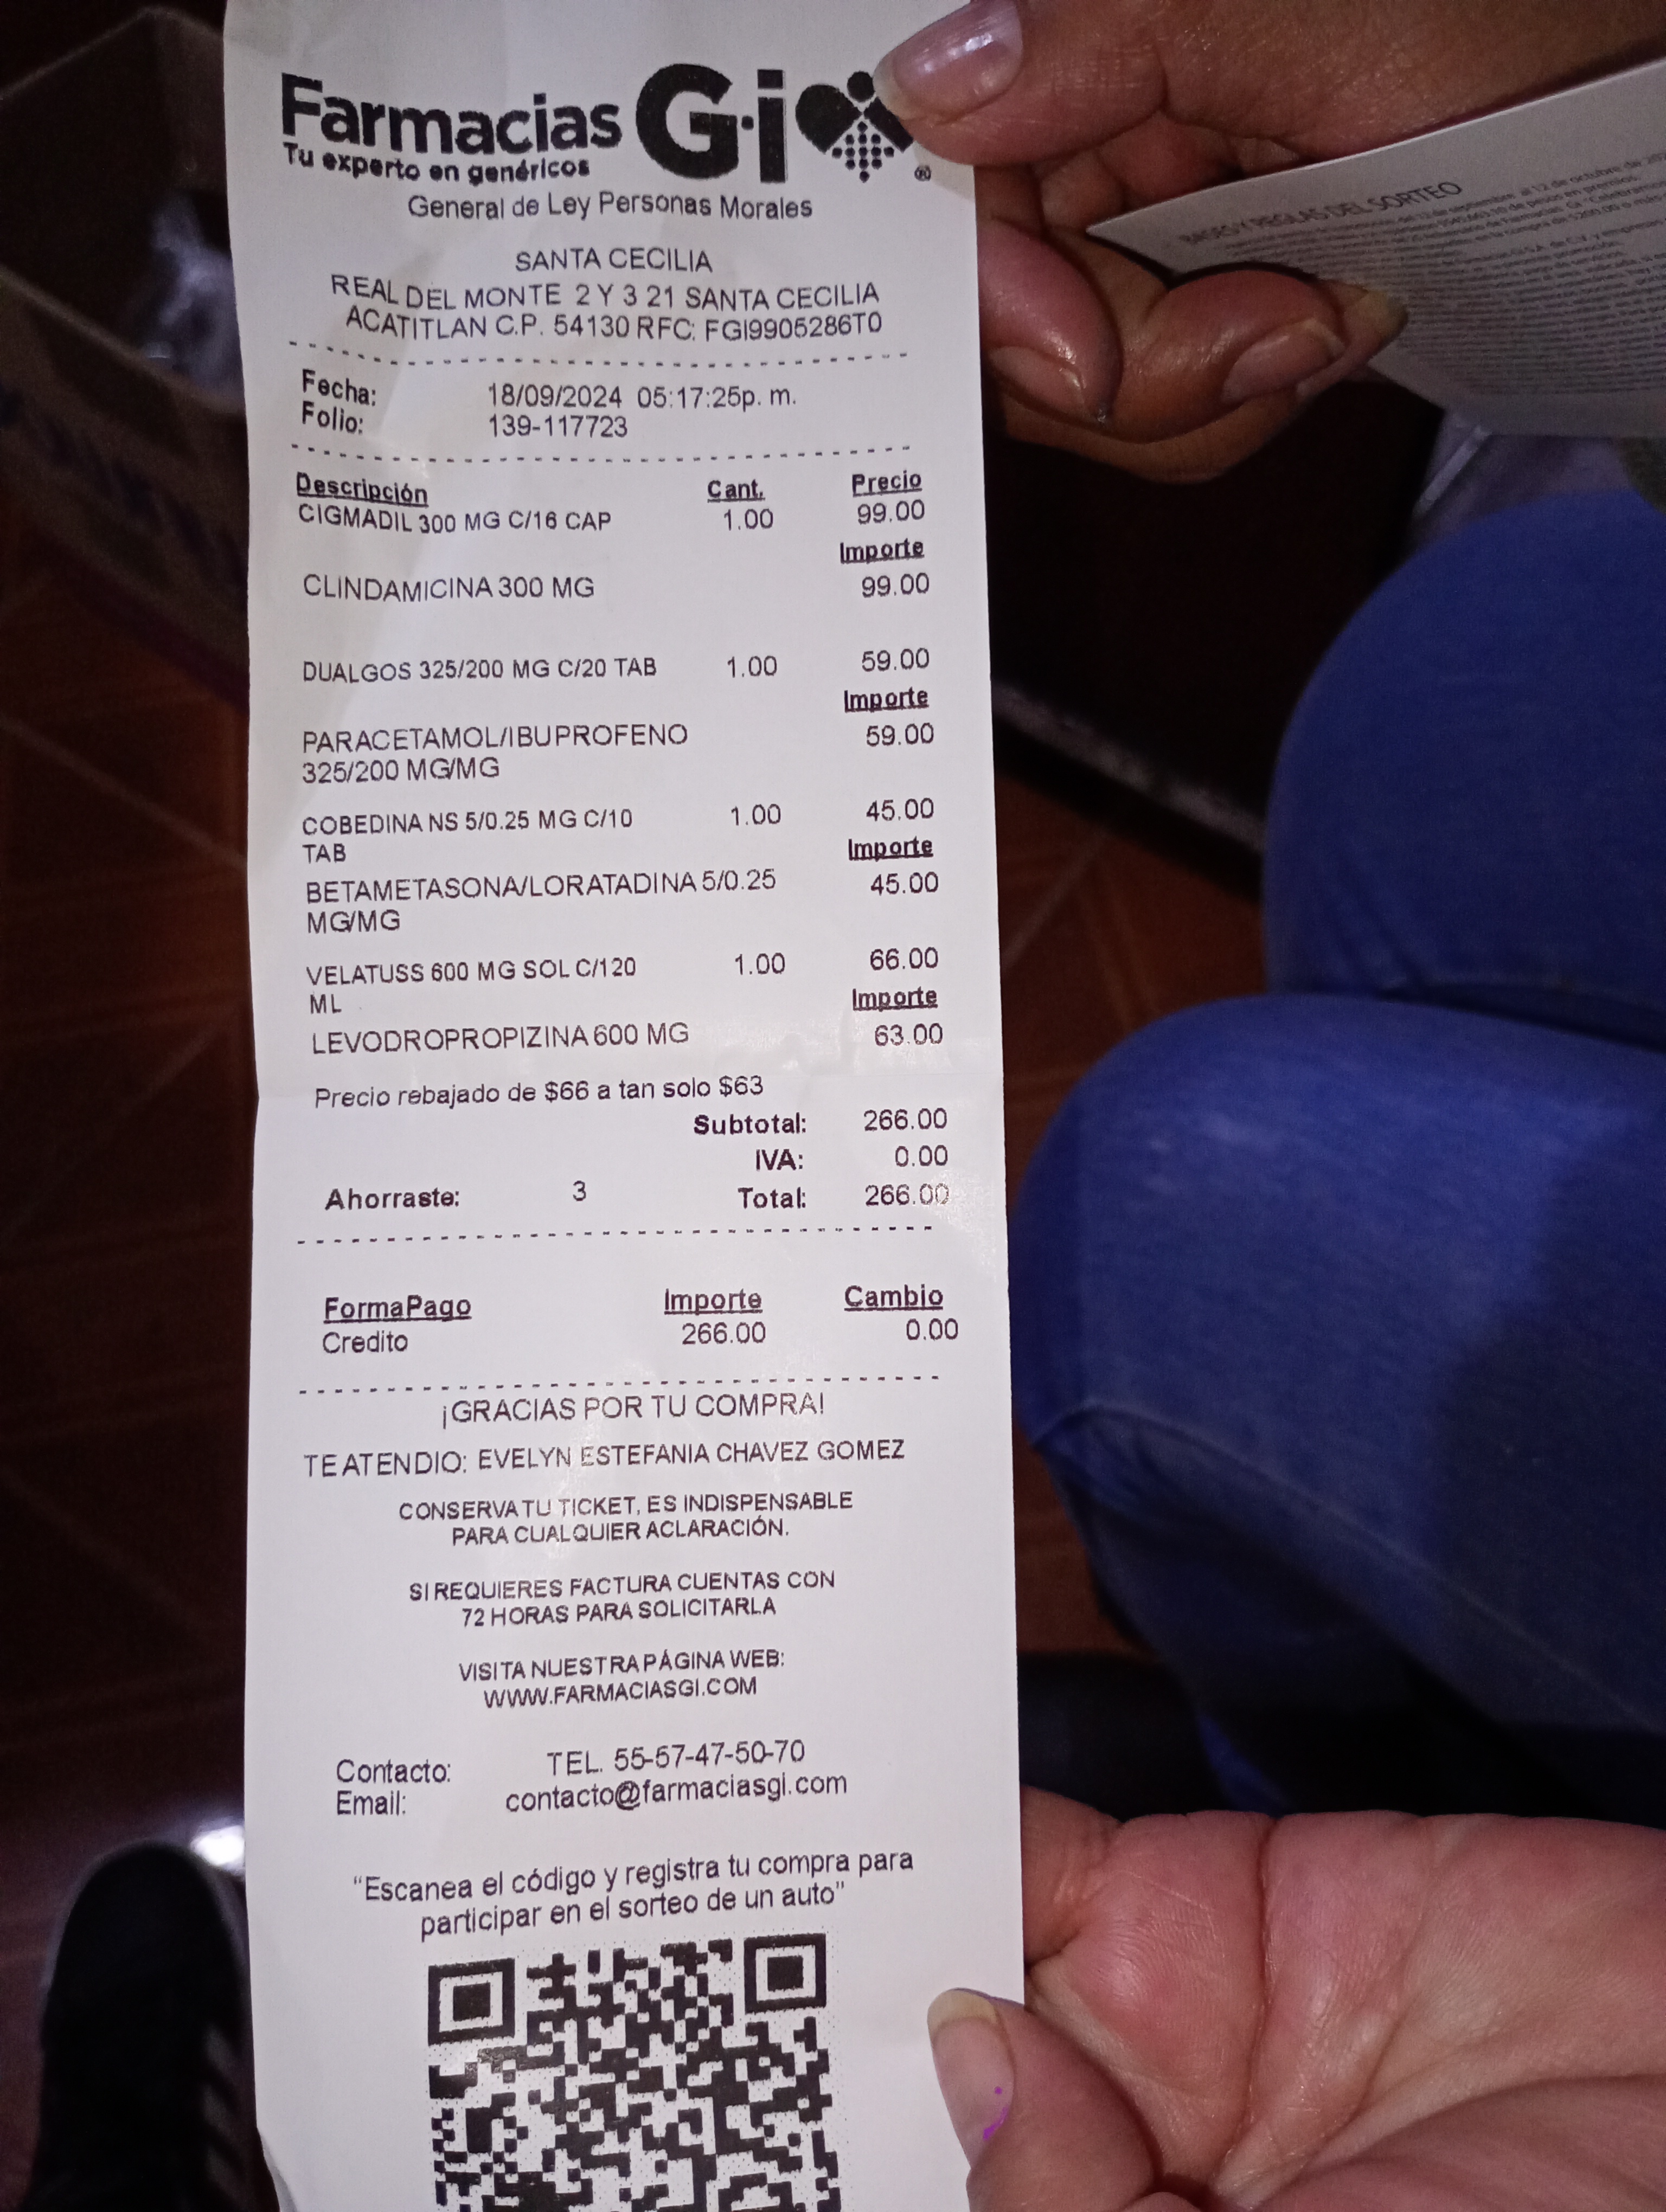 Farmacias G·i
Tu experto en genéricos
®
General de Ley Personas Morales
SANTA CECILIA
REAL DEL MONTE 2 Y 3 21 SANTA CECILIA
ACATITLAN C.P. 54130 RFC: FGI9905286T0
Fecha: 18/09/2024 05:17:25p. m.
Folio: 139-117723
Descripción Cant. Precio
CIGMADIL 300 MG C/16 CAP 1.00 99.00
Importe
CLINDAMICINA 300 MG 99.00
DUALGOS 325/200 MG C/20 TAB 1.00 59.00
Importe
PARACETAMOL/IBUPROFENO 59.00
325/200 MG/MG
COBEDINA NS 5/0.25 MG C/10 1.00 45.00
TAB Importe
BETAMETASONA/LORATADINA 5/0.25 45.00
MG/MG
VELATUSS 600 MG SOL C/120 1.00 66.00
ML Importe
LEVODROPROPIZINA 600 MG 63.00
Precio rebajado de $66 a tan solo $63
Subtotal: 266.00
IVA: 0.00
Ahorraste: 3 Total: 266.00
FormaPago Importe Cambio
Credito 266.00 0.00
¡GRACIAS POR TU COMPRA!
TE ATENDIO: EVELYN ESTEFANIA CHAVEZ GOMEZ
CONSERVA TU TICKET, ES INDISPENSABLE
PARA CUALQUIER ACLARACIÓN.
SI REQUIERES FACTURA CUENTAS CON
72 HORAS PARA SOLICITARLA
VISITA NUESTRA PÁGINA WEB:
WWW.FARMACIASGI.COM
Contacto: TEL. 55-57-47-50-70
Email: contacto@farmaciasgi.com
“Escanea el código y registra tu compra para
participar en el sorteo de un auto”
BASES Y REGLAS DEL SORTEO